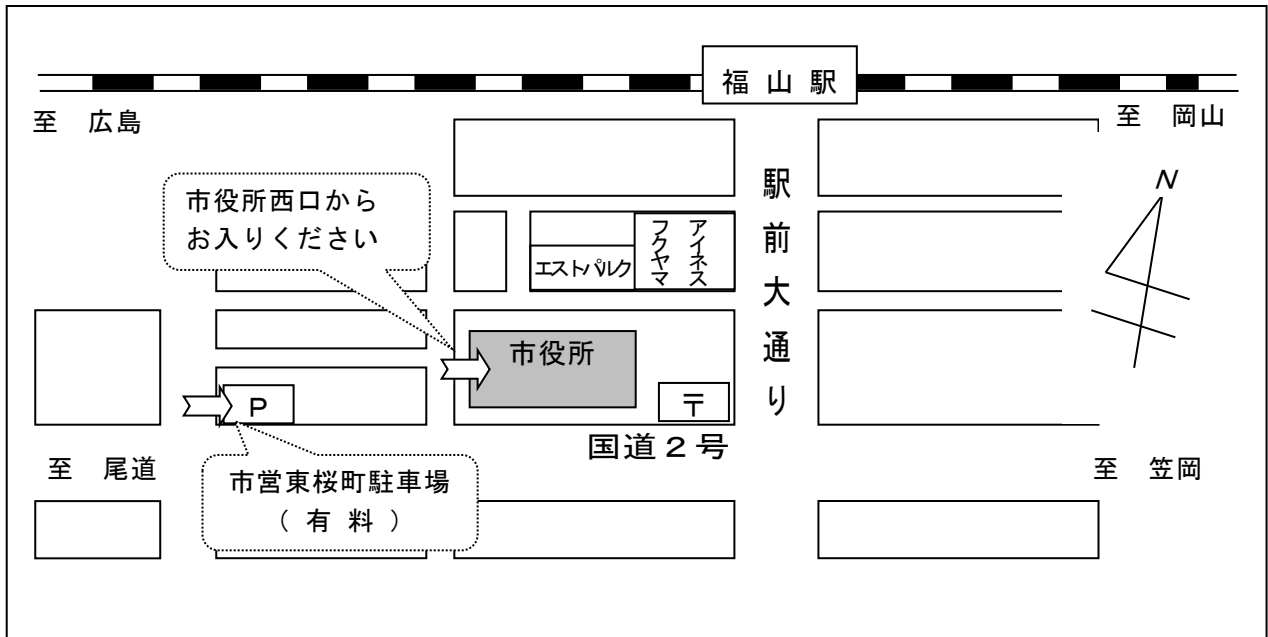 福山駅
至　広島
至　岡山
市役所西口から
お入りください
駅前大通り
N
アイネス
フクヤマ
エストパルク
市役所
P
〒
国道２号
至　尾道
市営東桜町駐車場
（有料）
至　笠岡